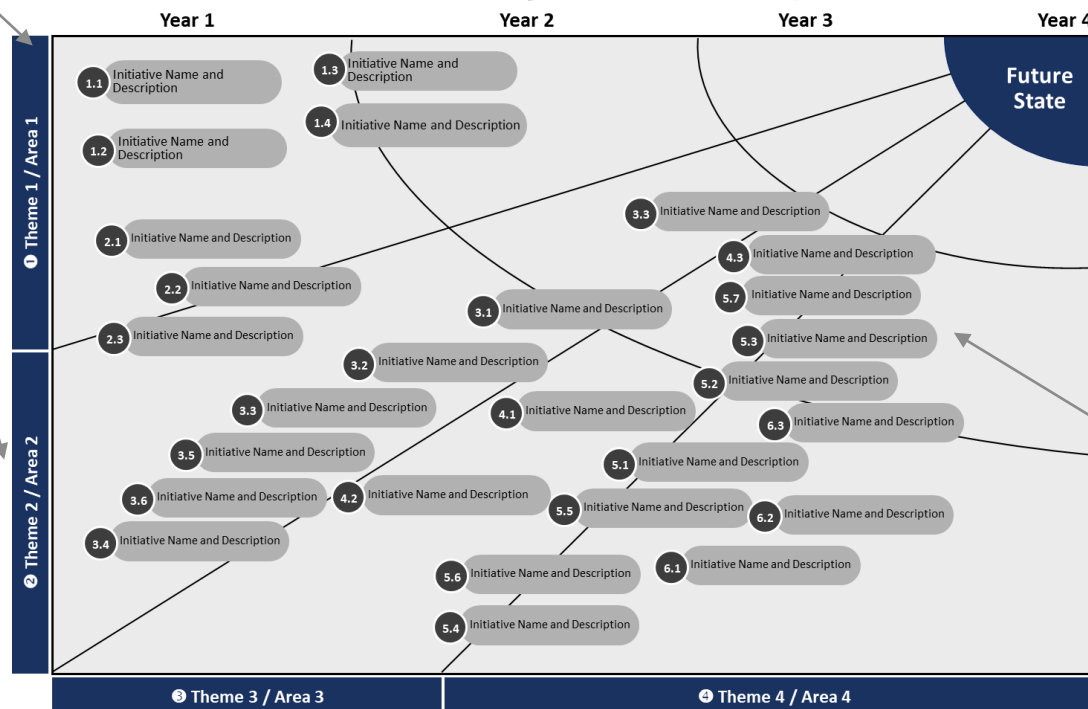 Year 1
Year 2
Year 3
Year 4
Future
State
❶ Theme 1 / Area 1
❷ Theme 2 / Area 2
1.1
Initiative Name and
Description
1.3
Initiative Name and
Description
1.4
Initiative Name and Description
1.2
Initiative Name and
Description
3.3
Initiative Name and Description
2.1
Initiative Name and Description
4.3
Initiative Name and Description
2.2
Initiative Name and Description
5.7
Initiative Name and Description
3.1
Initiative Name and Description
2.3
Initiative Name and Description
5.3
Initiative Name and Description
3.2
Initiative Name and Description
5.2
Initiative Name and Description
3.3
Initiative Name and Description
4.1
Initiative Name and Description
6.3
Initiative Name and Description
3.5
Initiative Name and Description
5.1
Initiative Name and Description
3.6
Initiative Name and Description
4.2
Initiative Name and Description
5.5
Initiative Name and Description
6.2
Initiative Name and Description
3.4
Initiative Name and Description
6.1
Initiative Name and Description
5.6
Initiative Name and Description
5.4
Initiative Name and Description
❸ Theme 3 / Area 3
❹ Theme 4 / Area 4